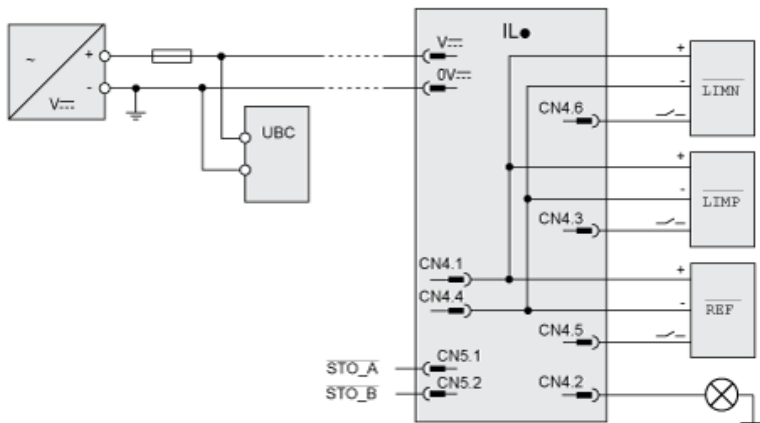 ~
+
-
V⎓
UBC
IL●
V⎓
0V⎓
CN4.6
+
-
LIMN
CN4.3
+
-
LIMP
CN4.1
CN4.4
CN4.5
+
-
REF
STO_A
CN5.1
STO_B
CN5.2
CN4.2